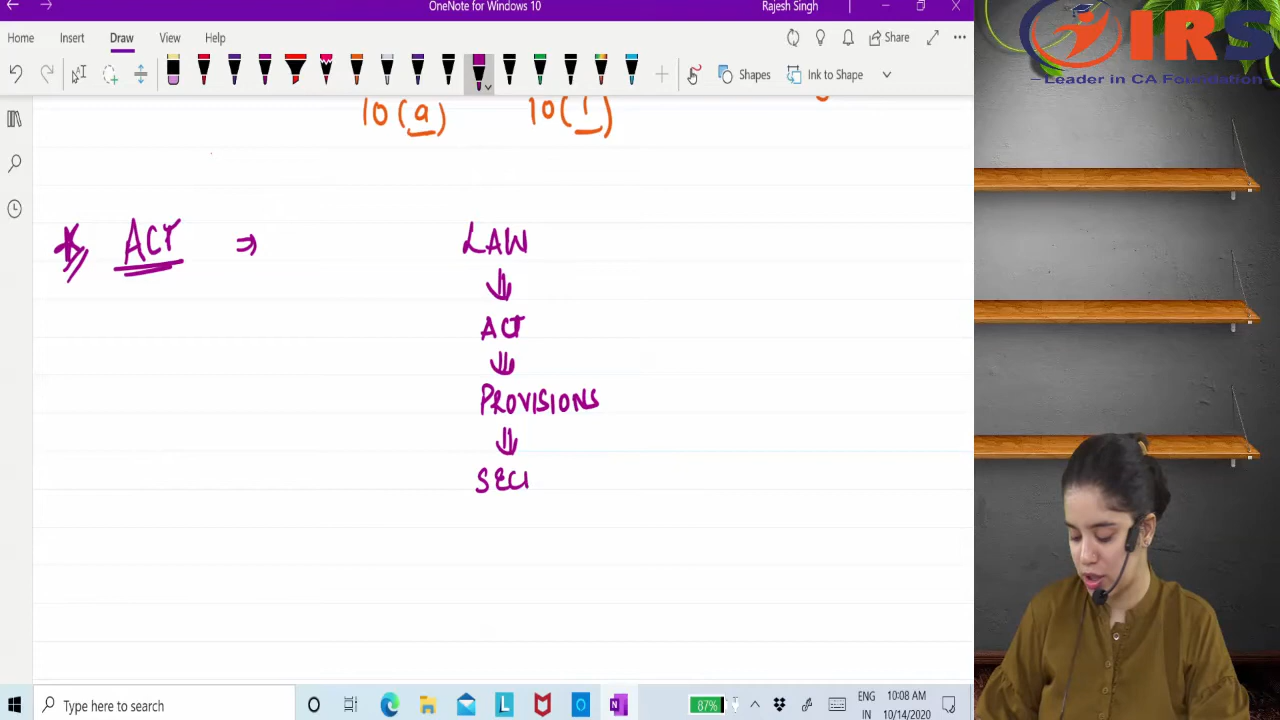 OneNote for Windows 10
Rajesh Singh
Home Insert Draw View Help
Share
Shapes
Ink to Shape
IRS
-Leader in CA Foundation-
10(a) 10(1)
ACT ⇒ LAW
ACT
PROVISIONS
SEC
Type here to search
87%
ENG
IN
10:08 AM
10/14/2020